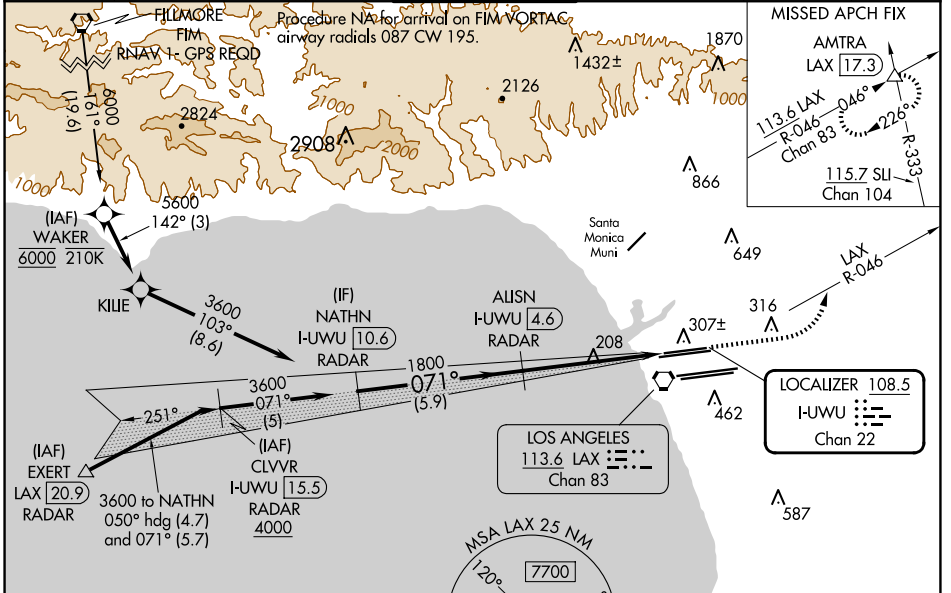 FILLMORE
FIM
RNAV 1- GPS REQD
Procedure NA for arrival on FIM VORTAC
airway radials 087 CW 195.
MISSED APCH FIX
AMTRA
LAX 17.3
113.6 LAX
R-046
Chan 83
046°
226°
R-333
115.7 SLI
Chan 104
1432±
1870
2126
1000
1000
6000
161°
(19.6)
2824
2908
2000
1000
866
5600
142° (3)
(IAF)
WAKER
6000 210K
Santa
Monica
Muni
649
LAX
R-046
KILIE
3600
103°
(8.6)
(IF)
NATHN
I-UWU 10.6
RADAR
ALISN
I-UWU 4.6
RADAR
208
307±
316
1800
071°
(5.9)
3600
071°
(5)
251°
LOCALIZER 108.5
I-UWU
Chan 22
462
(IAF)
EXERT
LAX 20.9
RADAR
(IAF)
CLVVR
I-UWU 15.5
RADAR
4000
LOS ANGELES
113.6 LAX
Chan 83
3600 to NATHN
050° hdg (4.7)
and 071° (5.7)
587
MSA LAX 25 NM
120°
7700